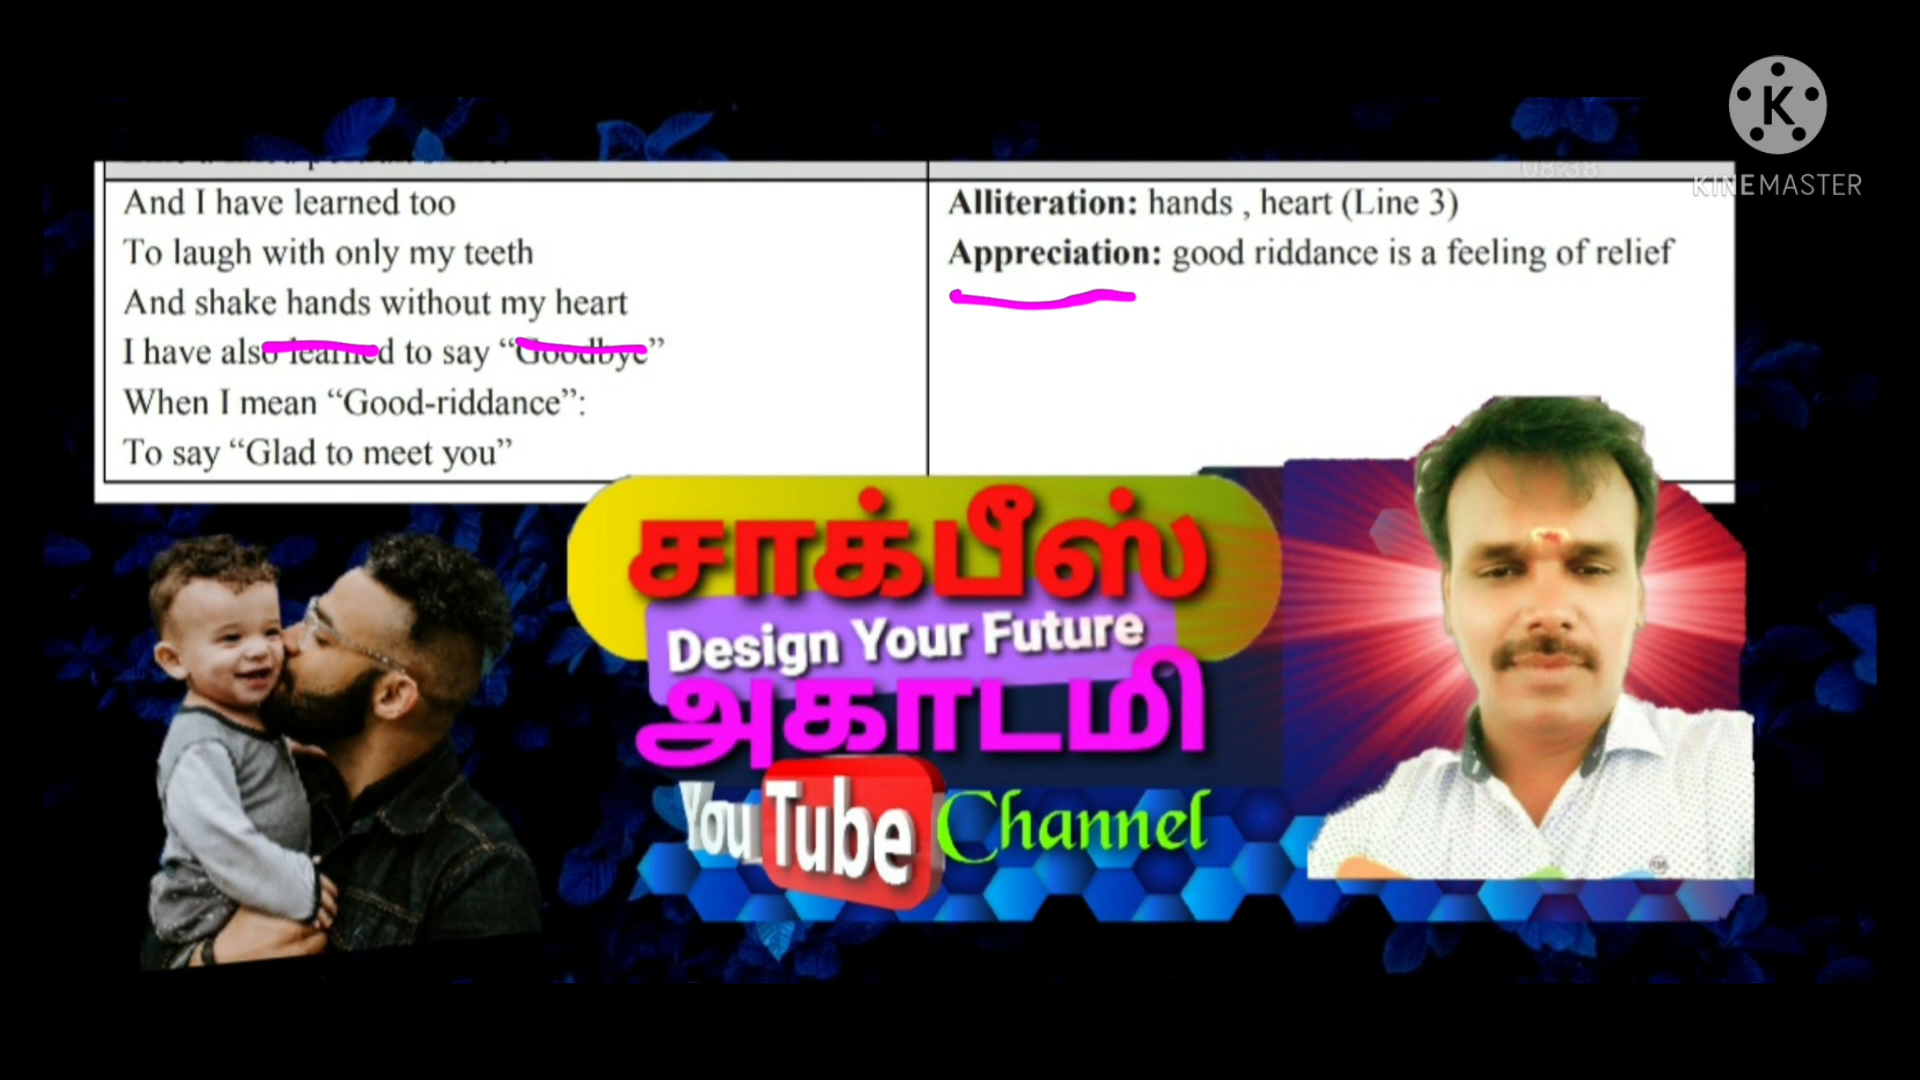 And I have learned too
To laugh with only my teeth
And shake hands without my heart
I have also learned to say “Goodbye”
When I mean “Good-riddance”:
To say “Glad to meet you”
Alliteration: hands , heart (Line 3)
Appreciation: good riddance is a feeling of relief
சாக்பீஸ்
Design Your Future
அகாடமி
YouTube Channel
K
KINEMASTER
08:38